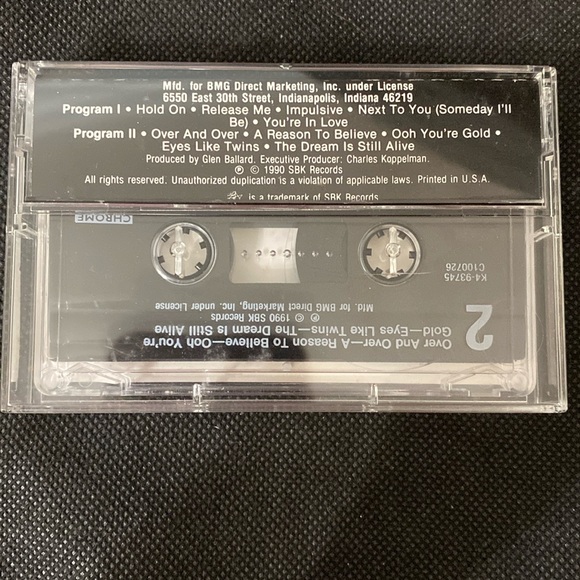 Mfd. for BMG Direct Marketing, Inc. under License
6550 East 30th Street, Indianapolis, Indiana 46219
Program I • Hold On • Release Me • Impulsive • Next To You (Someday I'll
Be) • You're In Love
Program II • Over And Over • A Reason To Believe • Ooh You're Gold •
Eyes Like Twins • The Dream Is Still Alive
Produced by Glen Ballard. Executive Producer: Charles Koppelman.
℗ © 1990 SBK Records
All rights reserved. Unauthorized duplication is a violation of applicable laws. Printed in U.S.A.
is a trademark of SBK Records
2
Over And Over—A Reason To Believe—Ooh You're
Gold—Eyes Like Twins—The Dream Is Still Alive
℗ © 1990 SBK Records
Mfd. for BMG Direct Marketing, Inc. under License
K4-93745
C100726
CHROME